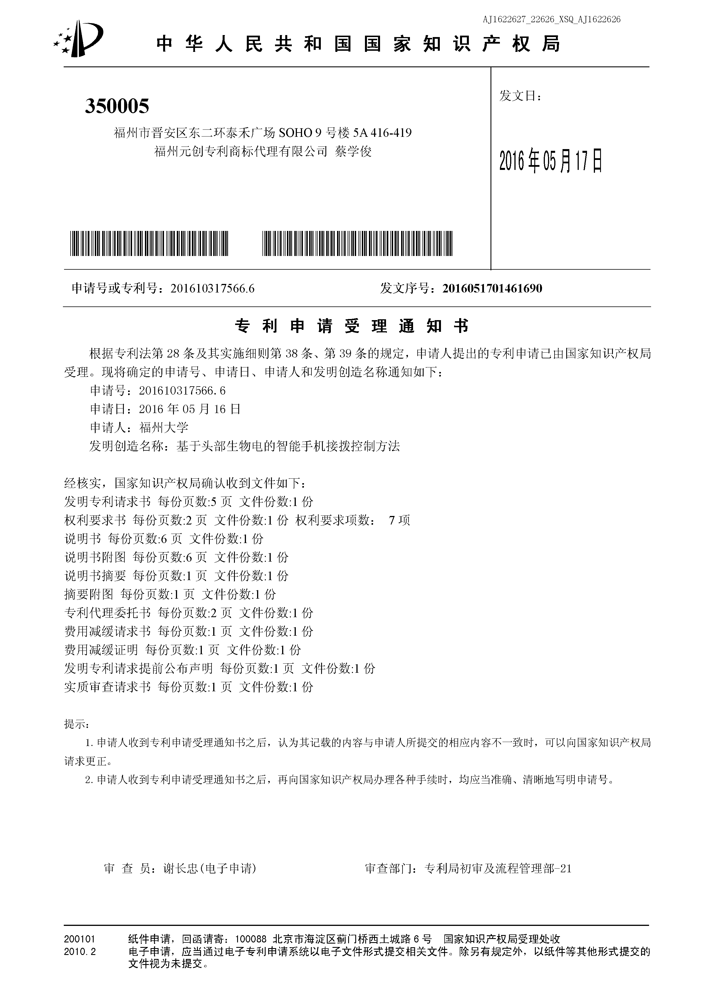 AJ1622627_22626_XSQ_AJ1622626
中华人民共和国国家知识产权局
350005
福州市晋安区东二环泰禾广场 SOHO 9 号楼 5A 416-419
福州元创专利商标代理有限公司 蔡学俊
发文日：
2016 年 05 月 17 日
申请号或专利号：201610317566.6
发文序号：2016051701461690
专利申请受理通知书
根据专利法第 28 条及其实施细则第 38 条、第 39 条的规定，申请人提出的专利申请已由国家知识产权局
受理。现将确定的申请号、申请日、申请人和发明创造名称通知如下：
申请号：201610317566.6
申请日：2016 年 05 月 16 日
申请人：福州大学
发明创造名称：基于头部生物电的智能手机接拨控制方法
经核实，国家知识产权局确认收到文件如下：
发明专利请求书 每份页数:5 页 文件份数:1 份
权利要求书 每份页数:2 页 文件份数:1 份 权利要求项数： 7 项
说明书 每份页数:6 页 文件份数:1 份
说明书附图 每份页数:6 页 文件份数:1 份
说明书摘要 每份页数:1 页 文件份数:1 份
摘要附图 每份页数:1 页 文件份数:1 份
专利代理委托书 每份页数:2 页 文件份数:1 份
费用减缓请求书 每份页数:1 页 文件份数:1 份
费用减缓证明 每份页数:1 页 文件份数:1 份
发明专利请求提前公布声明 每份页数:1 页 文件份数:1 份
实质审查请求书 每份页数:1 页 文件份数:1 份
提示：
1. 申请人收到专利申请受理通知书之后，认为其记载的内容与申请人所提交的相应内容不一致时，可以向国家知识产权局
请求更正。
2. 申请人收到专利申请受理通知书之后，再向国家知识产权局办理各种手续时，均应当准确、清晰地写明申请号。
审 查 员：谢长忠(电子申请)
审查部门：专利局初审及流程管理部-21
200101 纸件申请，回函请寄：100088 北京市海淀区蓟门桥西土城路 6 号 国家知识产权局受理处收
2010.2 电子申请，应当通过电子专利申请系统以电子文件形式提交相关文件。除另有规定外，以纸件等其他形式提交的
文件视为未提交。